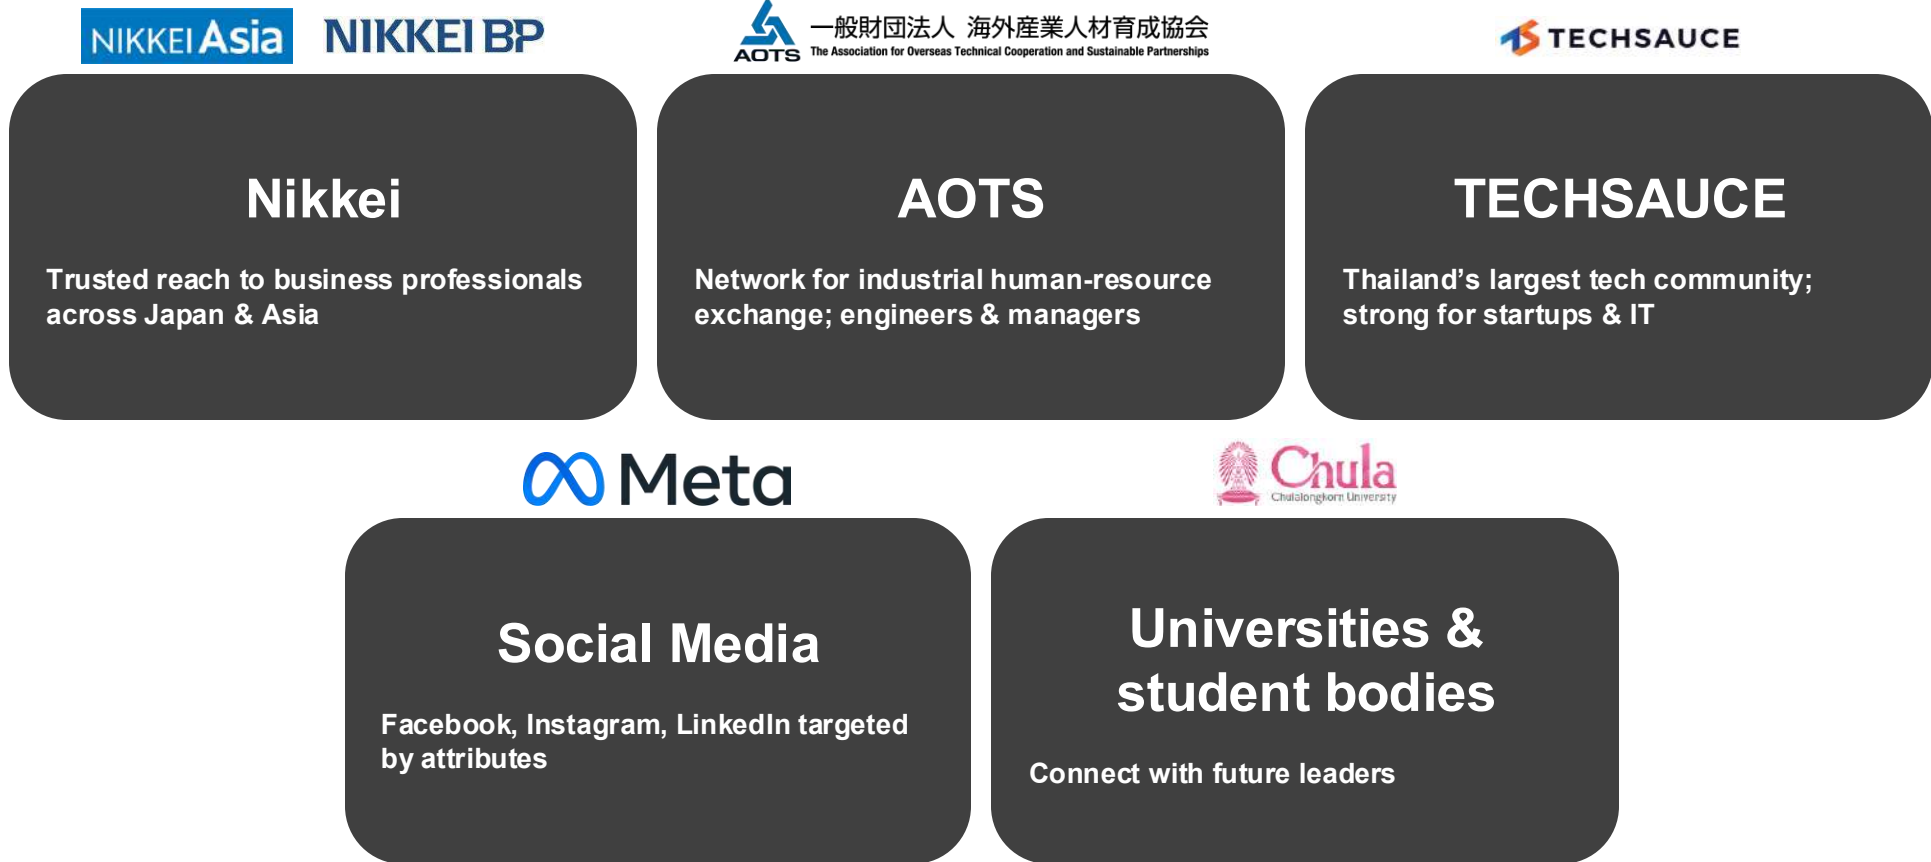 NIKKEI Asia
NIKKEI BP
AOTS
一般財団法人 海外産業人材育成協会
The Association for Overseas Technical Cooperation and Sustainable Partnerships
TECHSAUCE
Nikkei
Trusted reach to business professionals
across Japan & Asia
AOTS
Network for industrial human-resource
exchange; engineers & managers
TECHSAUCE
Thailand’s largest tech community;
strong for startups & IT
Meta
Chula
Chulalongkorn University
Social Media
Facebook, Instagram, LinkedIn targeted
by attributes
Universities &
student bodies
Connect with future leaders